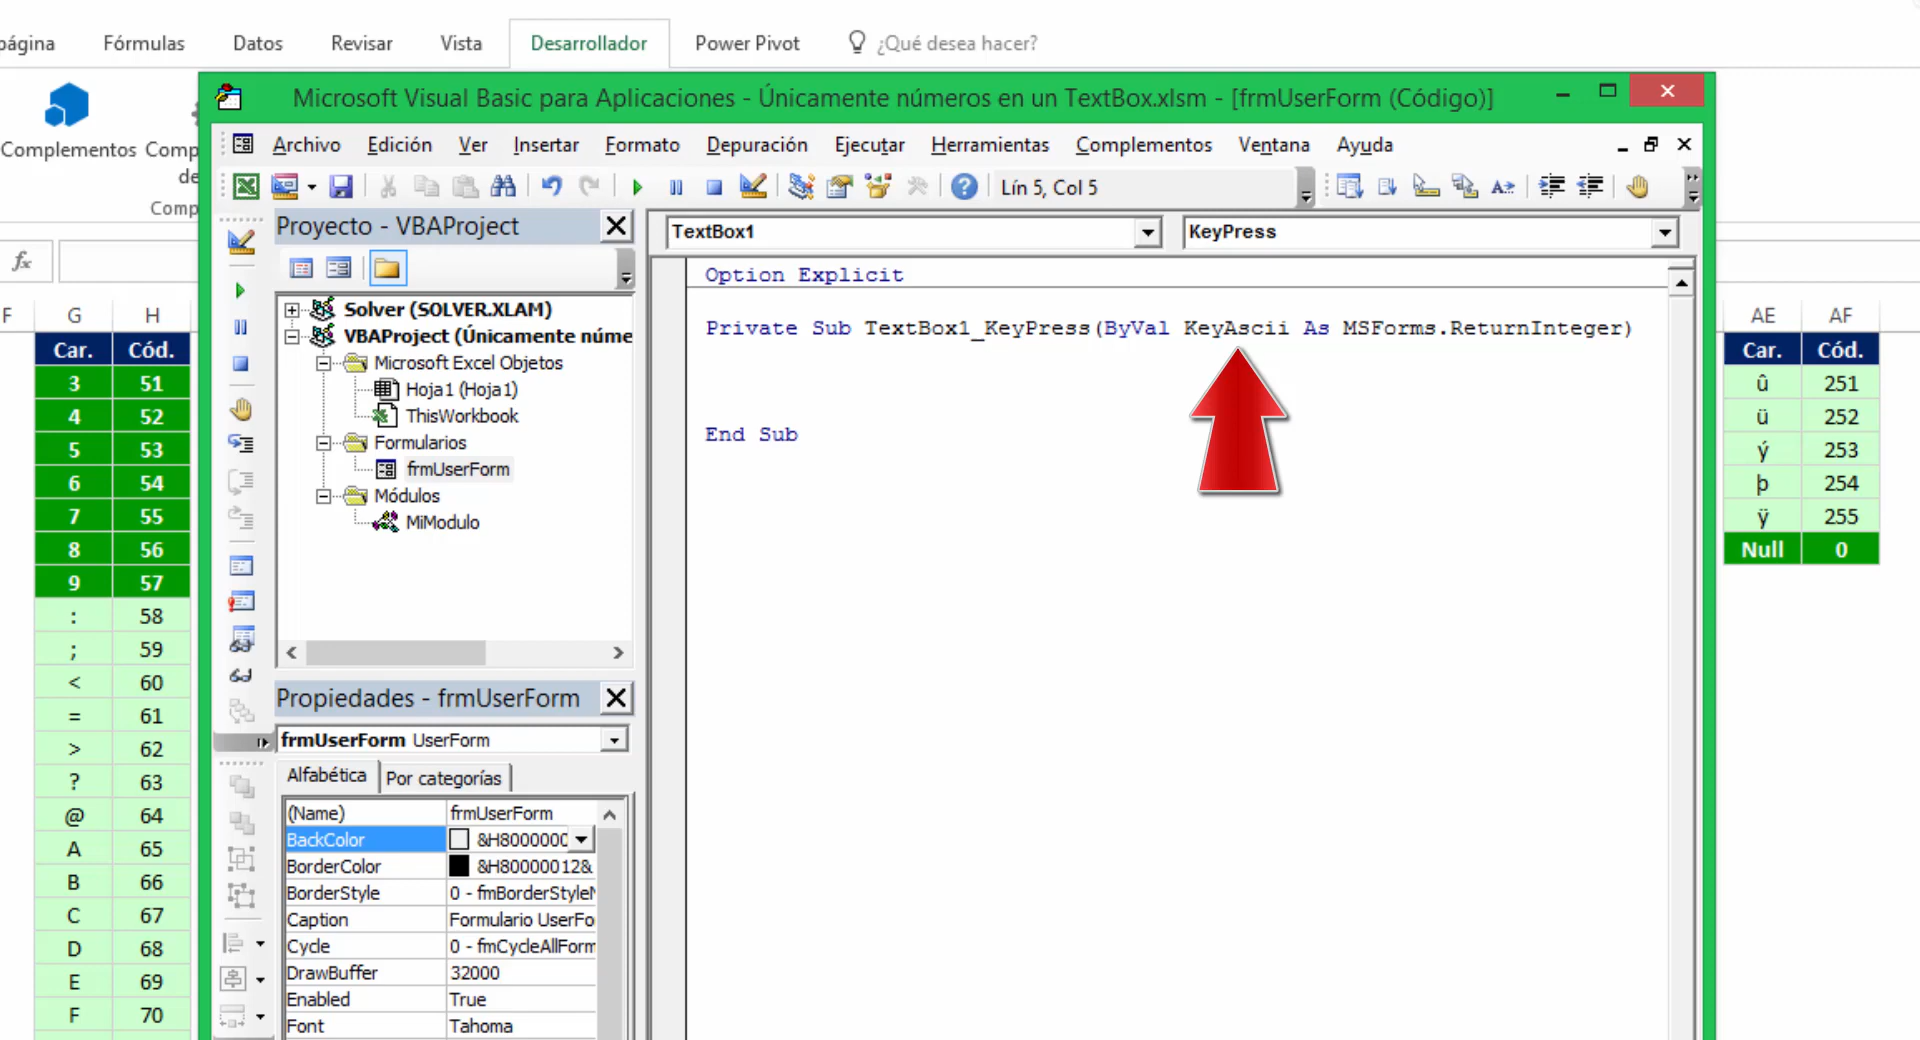 página Fórmulas Datos Revisar Vista Desarrollador Power Pivot ¿Qué desea hacer?
Complementos
Microsoft Visual Basic para Aplicaciones - Únicamente números en un TextBox.xlsm - [frmUserForm (Código)]
Archivo Edición Ver Insertar Formato Depuración Ejecutar Herramientas Complementos Ventana Ayuda
Lín 5, Col 5
Proyecto - VBAProject
TextBox1
KeyPress
Solver (SOLVER.XLAM)
VBAProject (Únicamente núme
Microsoft Excel Objetos
Hoja1 (Hoja1)
ThisWorkbook
Formularios
frmUserForm
Módulos
MiModulo
Option Explicit
Private Sub TextBox1_KeyPress(ByVal KeyAscii As MSForms.ReturnInteger)
End Sub
Propiedades - frmUserForm
frmUserForm UserForm
Alfabética Por categorías
(Name) frmUserForm
BackColor &H8000000
BorderColor &H80000012&
BorderStyle 0 - fmBorderStyleN
Caption Formulario UserFo
Cycle 0 - fmCycleAllForm
DrawBuffer 32000
Enabled True
Font Tahoma
fx
F G H
Car. Cód.
3 51
4 52
5 53
6 54
7 55
8 56
9 57
: 58
; 59
< 60
= 61
> 62
? 63
@ 64
A 65
B 66
C 67
D 68
E 69
F 70
AE AF
Car. Cód.
û 251
ü 252
ý 253
þ 254
ÿ 255
Null 0